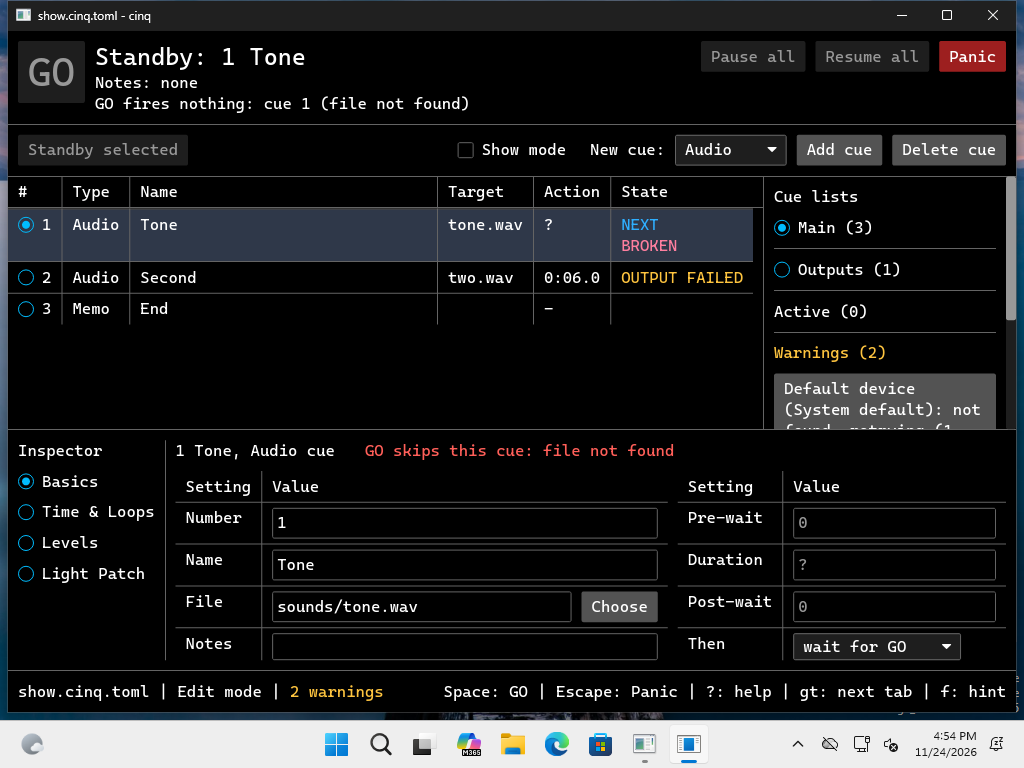 show.cinq.toml - cinq
GO
Standby: 1 Tone
Notes: none
GO fires nothing: cue 1 (file not found)
Pause all
Resume all
Panic
Standby selected
Show mode
New cue:
Audio
Add cue
Delete cue
# Type Name Target Action State
1 Audio Tone tone.wav ? NEXT
BROKEN
2 Audio Second two.wav 0:06.0 OUTPUT FAILED
3 Memo End –
Cue lists
Main (3)
Outputs (1)
Active (0)
Warnings (2)
Default device
(System default): not
found, retrying (1
Inspector
Basics
Time & Loops
Levels
Light Patch
1 Tone, Audio cue GO skips this cue: file not found
Setting Value
Number 1
Name Tone
File sounds/tone.wav Choose
Notes
Setting Value
Pre-wait 0
Duration ?
Post-wait 0
Then wait for GO
show.cinq.toml | Edit mode | 2 warnings
Space: GO | Escape: Panic | ?: help | gt: next tab | f: hint
M365
4:54 PM
11/24/2026